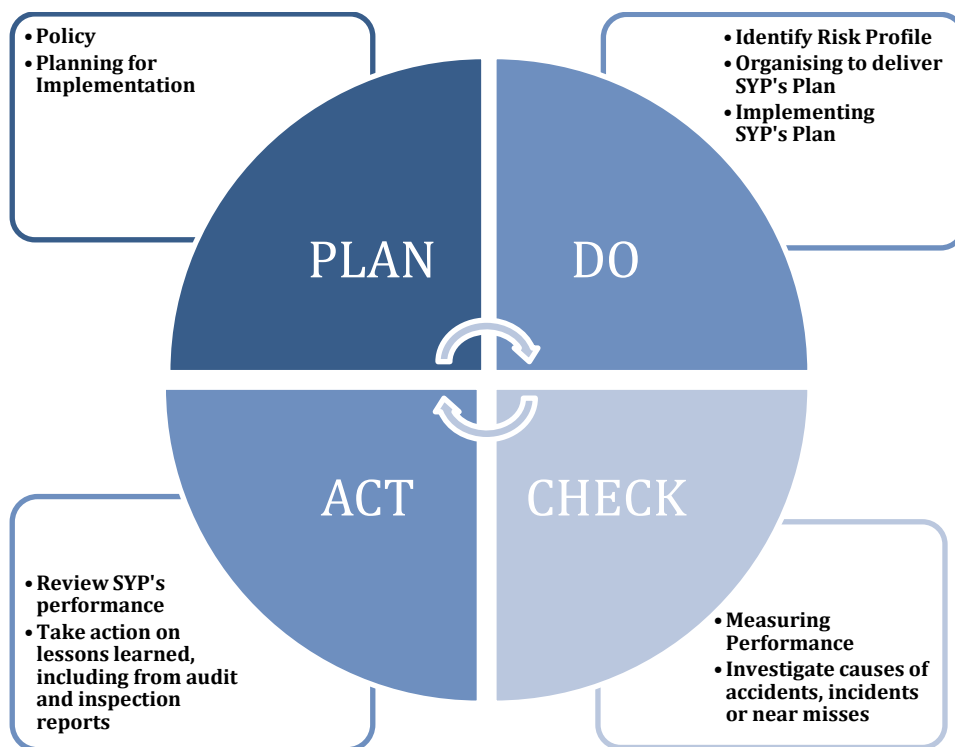 • Policy
• Planning for
Implementation
• Identify Risk Profile
• Organising to deliver
SYP's Plan
• Implementing
SYP's Plan
PLAN
DO
ACT
CHECK
• Review SYP's
performance
• Take action on
lessons learned,
including from audit
and inspection
reports
• Measuring
Performance
• Investigate causes of
accidents, incidents
or near misses